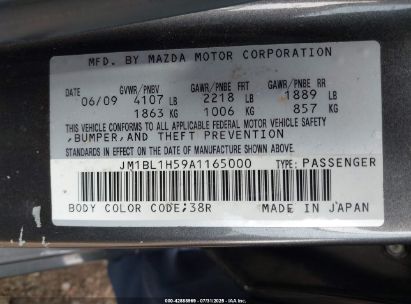 MFD. BY MAZDA MOTOR CORPORATION
GVWR/PNBV GAWR/PNBE FRT GAWR/PNBE RR
DATE 06/09 4107 LB 2218 LB 1889 LB
1863 KG 1006 KG 857 KG
THIS VEHICLE CONFORMS TO ALL APPLICABLE FEDERAL MOTOR VEHICLE SAFETY
,BUMPER,AND THEFT PREVENTION
STANDARDS IN EFFECT ON THE DATE OF MANUFACTURE SHOWN ABOVE.
JM1BL1H59A1165000 TYPE: PASSENGER
BODY COLOR CODE;38R MADE IN JAPAN